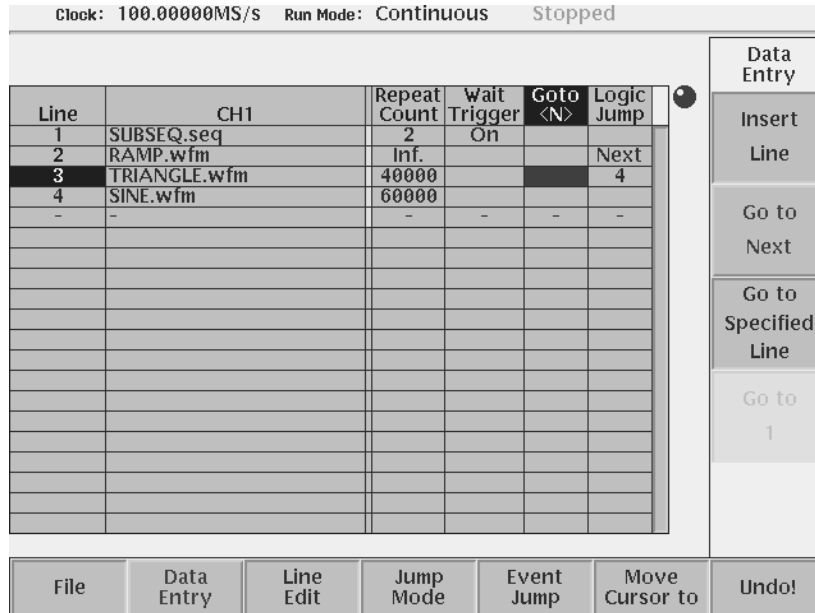 Clock: 100.00000MS/s Run Mode: Continuous Stopped
Data
Entry
Line CH1 Repeat Count Wait Trigger Goto <N> Logic Jump
1 SUBSEQ.seq 2 On
2 RAMP.wfm Inf. Next
3 TRIANGLE.wfm 40000 4
4 SINE.wfm 60000
- - - - - -
Insert
Line
Go to
Next
Go to
Specified
Line
Go to
1
File
Data
Entry
Line
Edit
Jump
Mode
Event
Jump
Move
Cursor to
Undo!